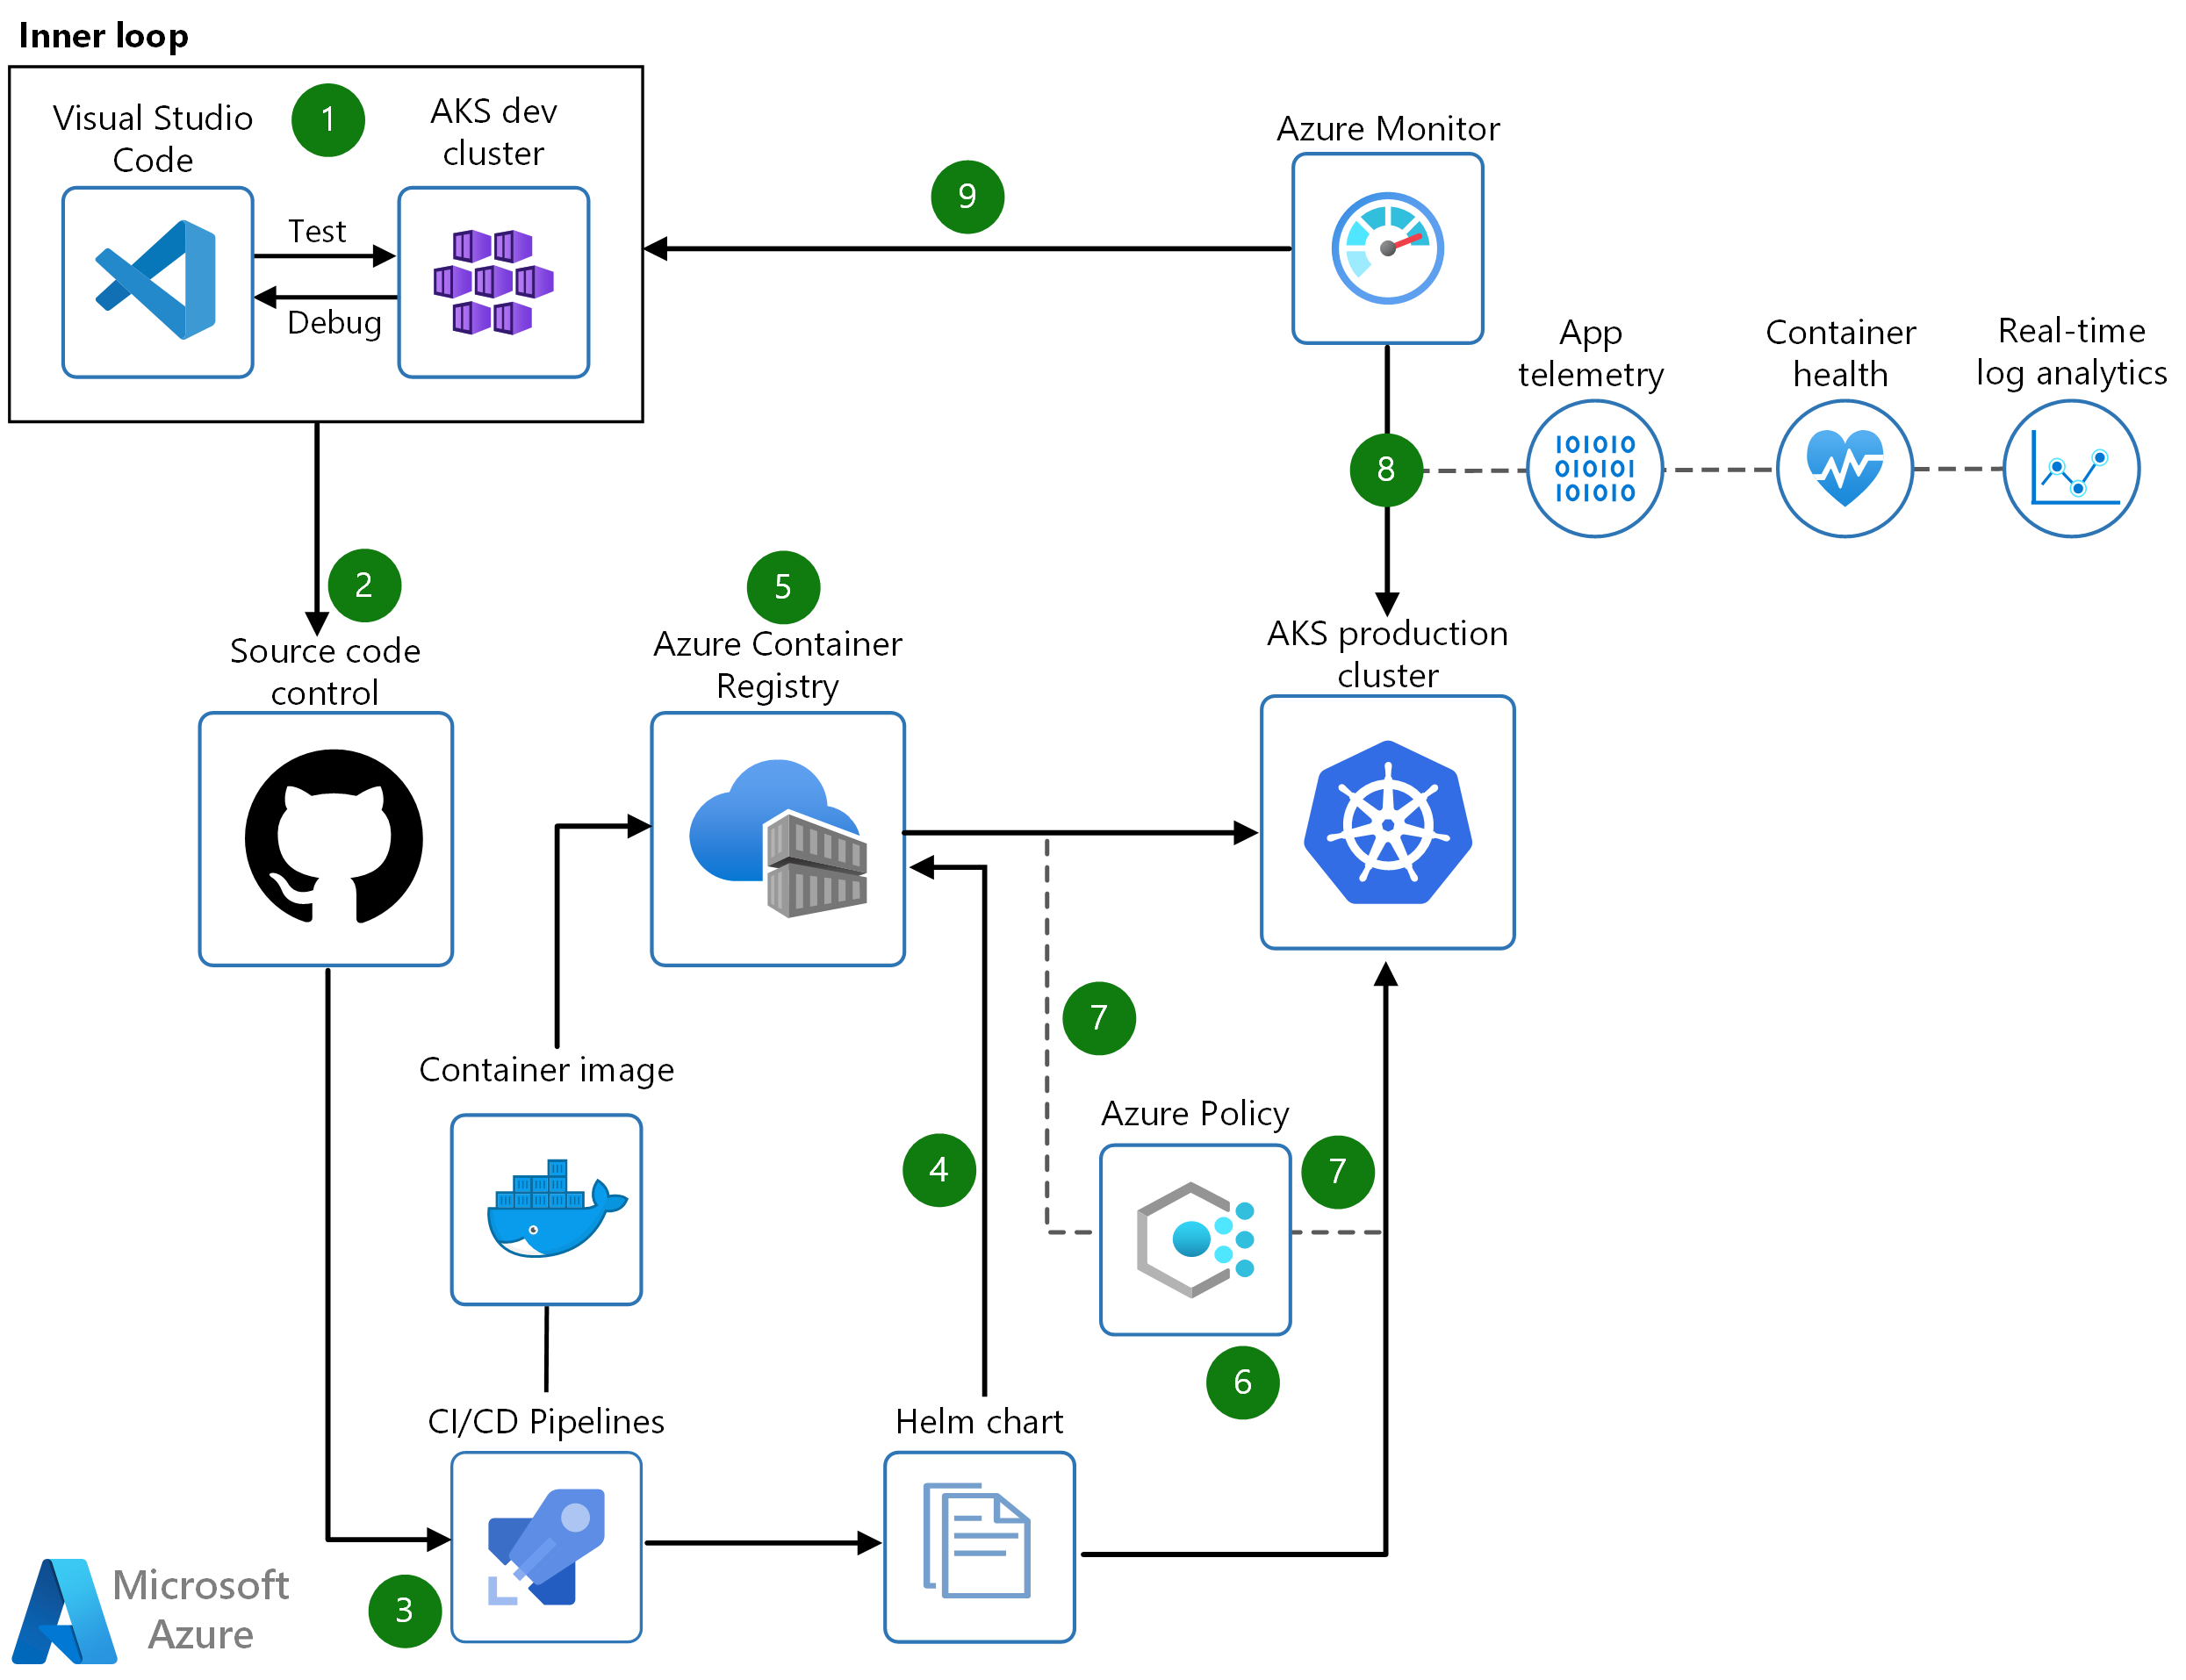 Inner loop
Visual Studio
Code
1
AKS dev
cluster
Test
Debug
9
Azure Monitor
App
telemetry
Container
health
Real-time
log analytics
101010
010101
101010
8
2
Source code
control
5
Azure Container
Registry
AKS production
cluster
7
Container image
4
Azure Policy
7
6
CI/CD Pipelines
Helm chart
3
Microsoft
Azure